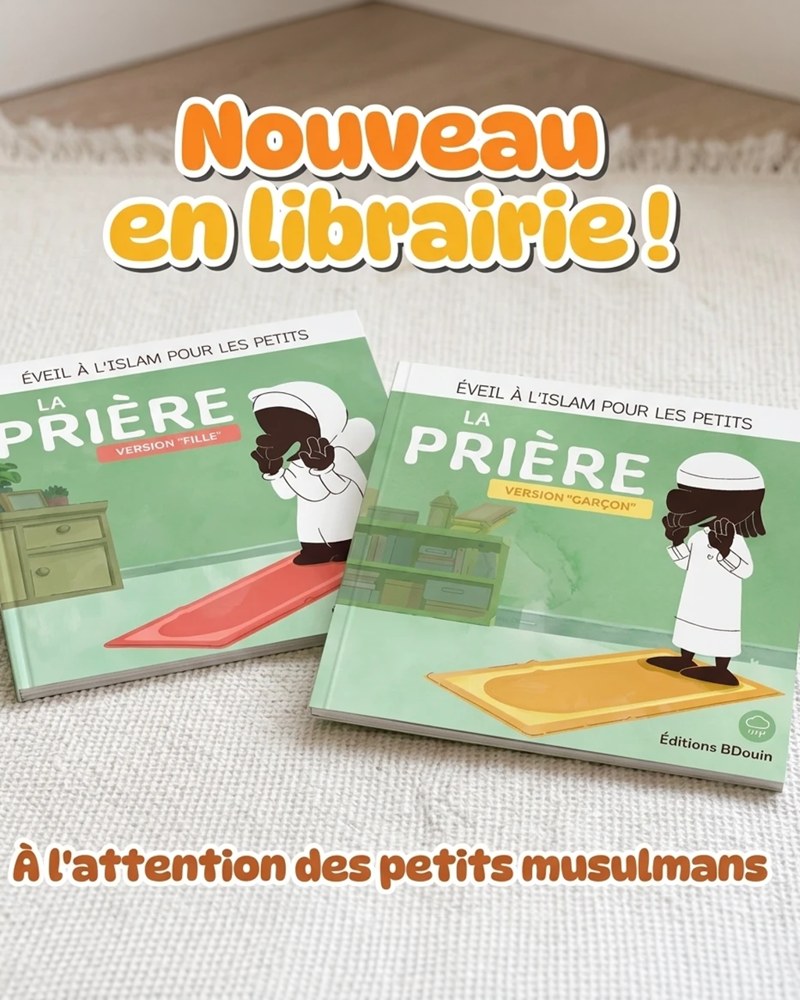 Nouveau
en librairie !
ÉVEIL À L'ISLAM POUR LES PETITS
LA
PRIÈRE
VERSION "FILLE"
ÉVEIL À L'ISLAM POUR LES PETITS
LA
PRIÈRE
VERSION "GARÇON"
Éditions BDouin
À l'attention des petits musulmans